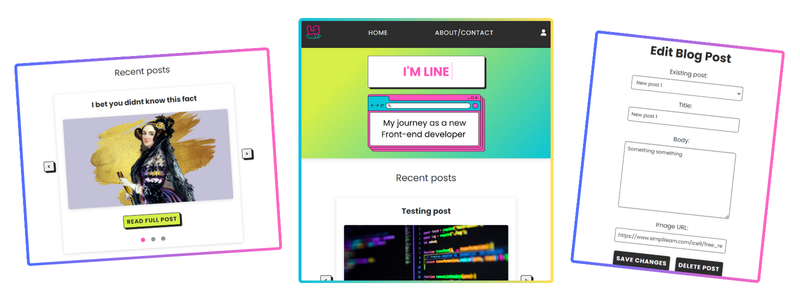 Recent posts
I bet you didnt know this fact
READ FULL POST
HOME
ABOUT/CONTACT
I'M LINE
My journey as a new
Front-end developer
Recent posts
Testing post
Edit Blog Post
Existing post:
New post 1
Title:
New post 1
Body:
Something something
Image URL:
https://www.simplilearn.com/ice9/free_re
SAVE CHANGES
DELETE POST